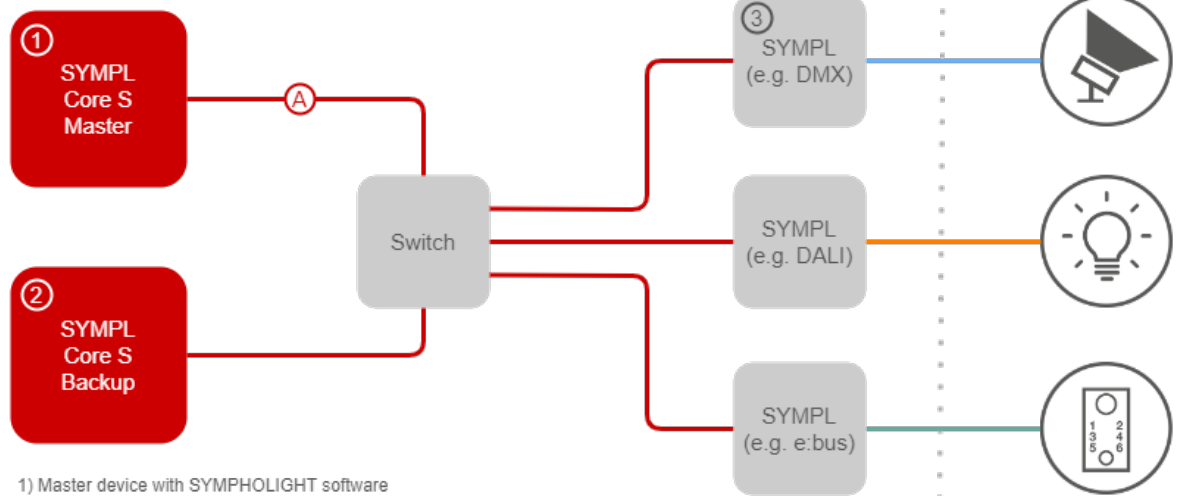 1
SYMPL
Core S
Master
A
3
SYMPL
(e.g. DMX)
Switch
SYMPL
(e.g. DALI)
2
SYMPL
Core S
Backup
SYMPL
(e.g. e:bus)
1 2
3 4
5 6
1) Master device with SYMPHOLIGHT software